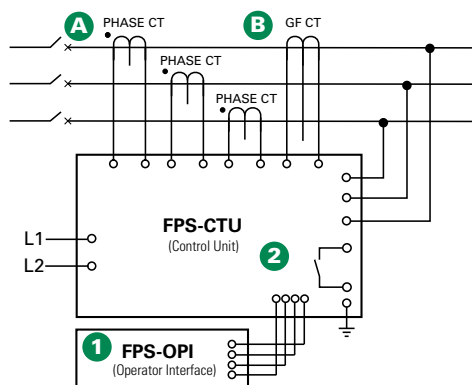 A
PHASE CT
B
GF CT
PHASE CT
PHASE CT
FPS-CTU
(Control Unit)
L1
L2
2
1
FPS-OPI
(Operator Interface)